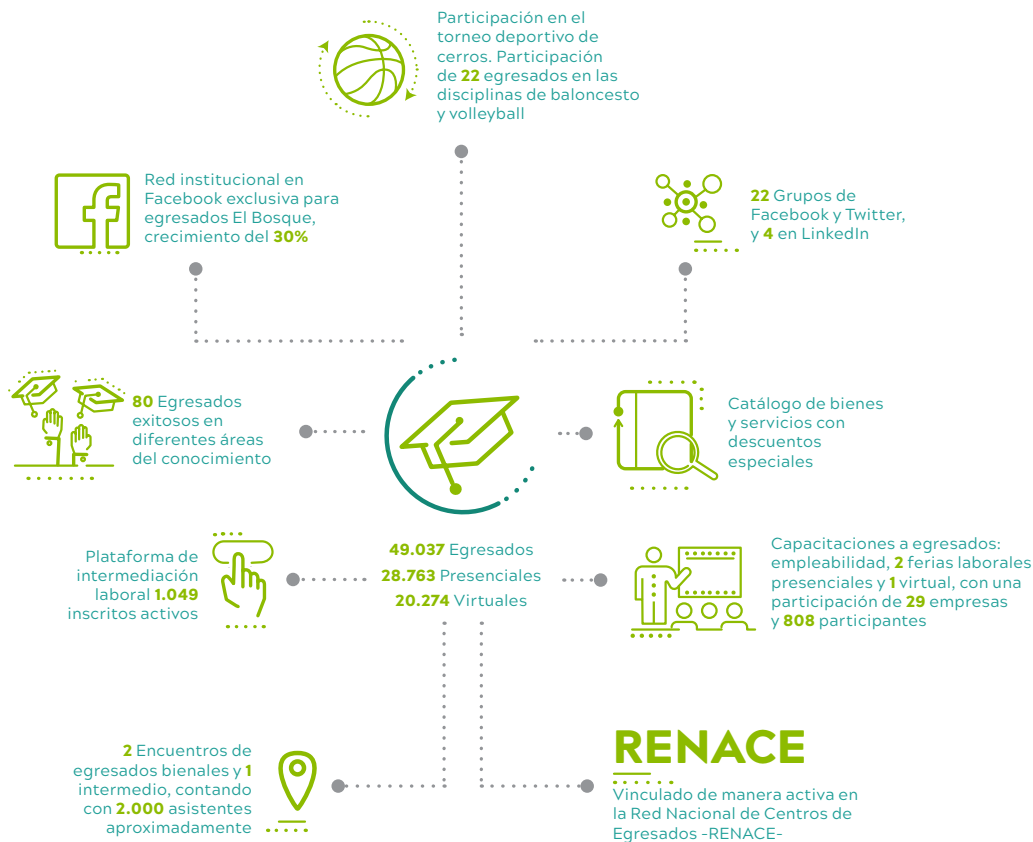 Participación en el
torneo deportivo de
cerros. Participación
de 22 egresados en las
disciplinas de baloncesto
y volleyball
Red institucional en
Facebook exclusiva para
egresados El Bosque,
crecimiento del 30%
22 Grupos de
Facebook y Twitter,
y 4 en LinkedIn
80 Egresados
exitosos en
diferentes áreas
del conocimiento
Catálogo de bienes
y servicios con
descuentos
especiales
Plataforma de
intermediación
laboral 1.049
inscritos activos
49.037 Egresados
28.763 Presenciales
20.274 Virtuales
Capacitaciones a egresados:
empleabilidad, 2 ferias laborales
presenciales y 1 virtual, con una
participación de 29 empresas
y 808 participantes
2 Encuentros de
egresados bienales y 1
intermedio, contando
con 2.000 asistentes
aproximadamente
RENACE
Vinculado de manera activa en
la Red Nacional de Centros de
Egresados -RENACE-